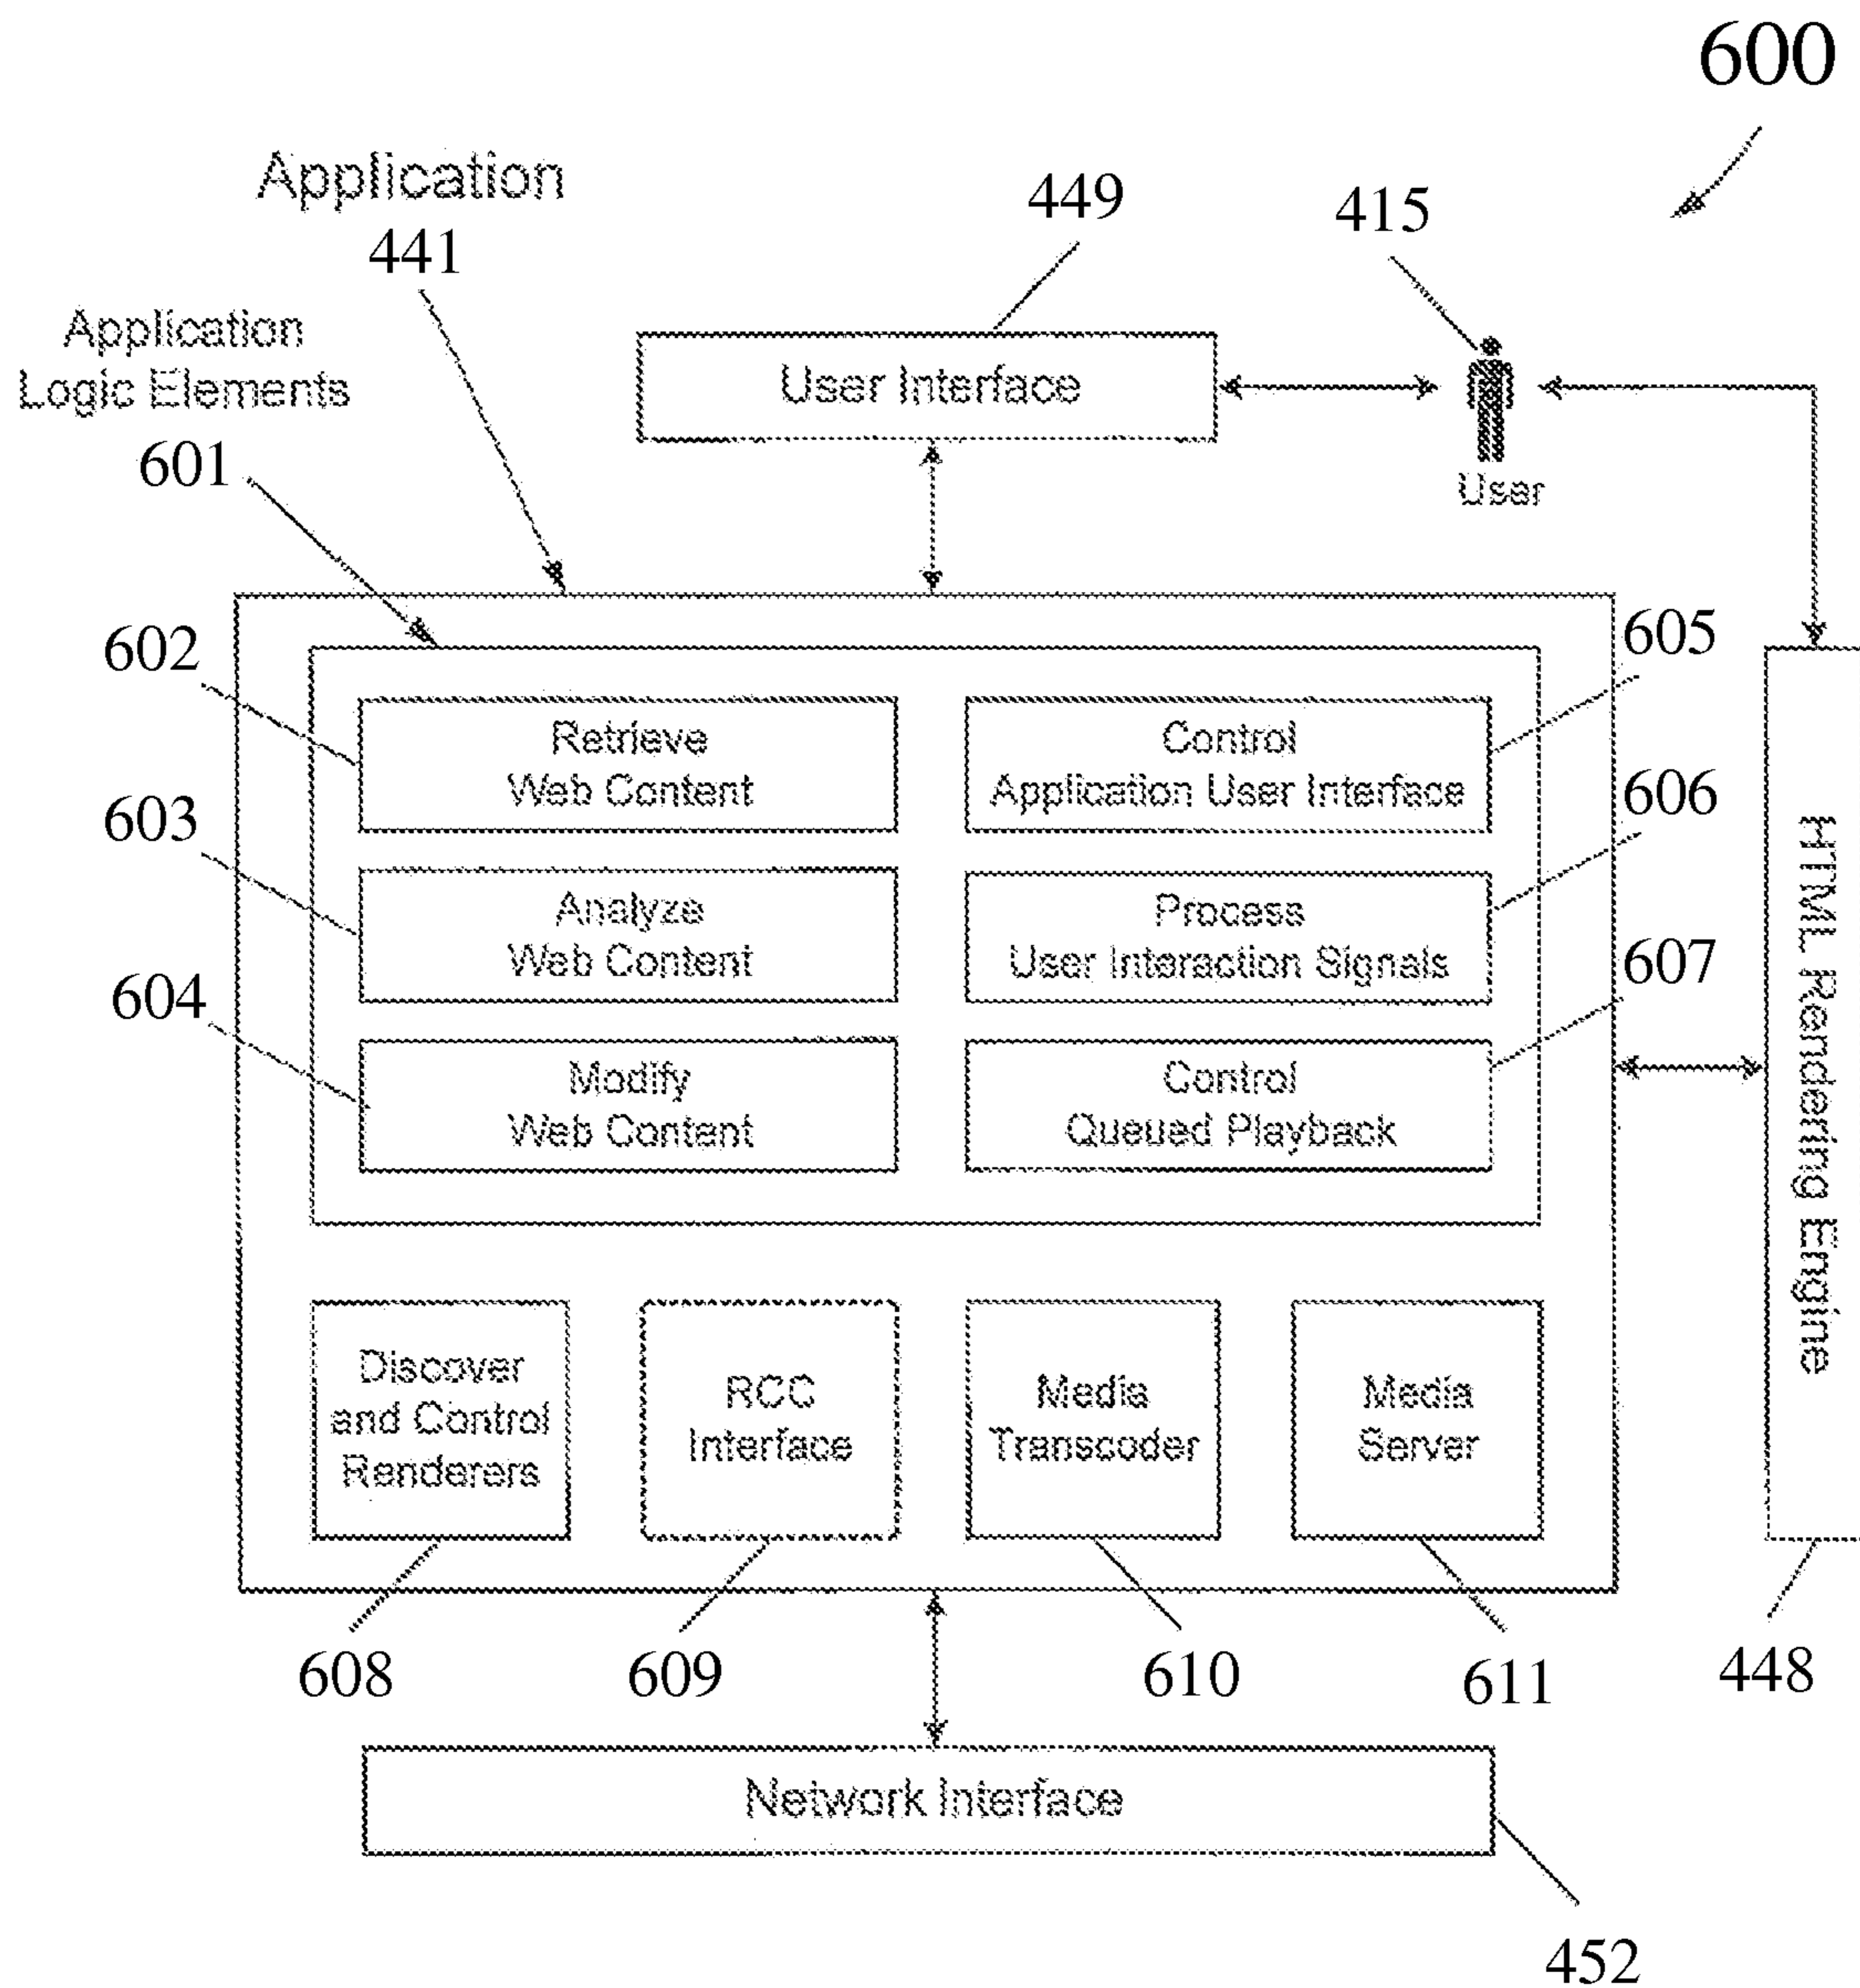 600
Application
441
449
415
Application
Logic Elements
601
User Interface
User
602
603
604
Retrieve
Web Content
Analyze
Web Content
Modify
Web Content
Control
Application User Interface
Process
User Interaction Signals
Control
Queued Playback
605
606
607
HTML Rendering Engine
Discover
and Control
Renderers
RCC
Interface
Media
Transcoder
Media
Server
608
609
610
611
448
Network Interface
452